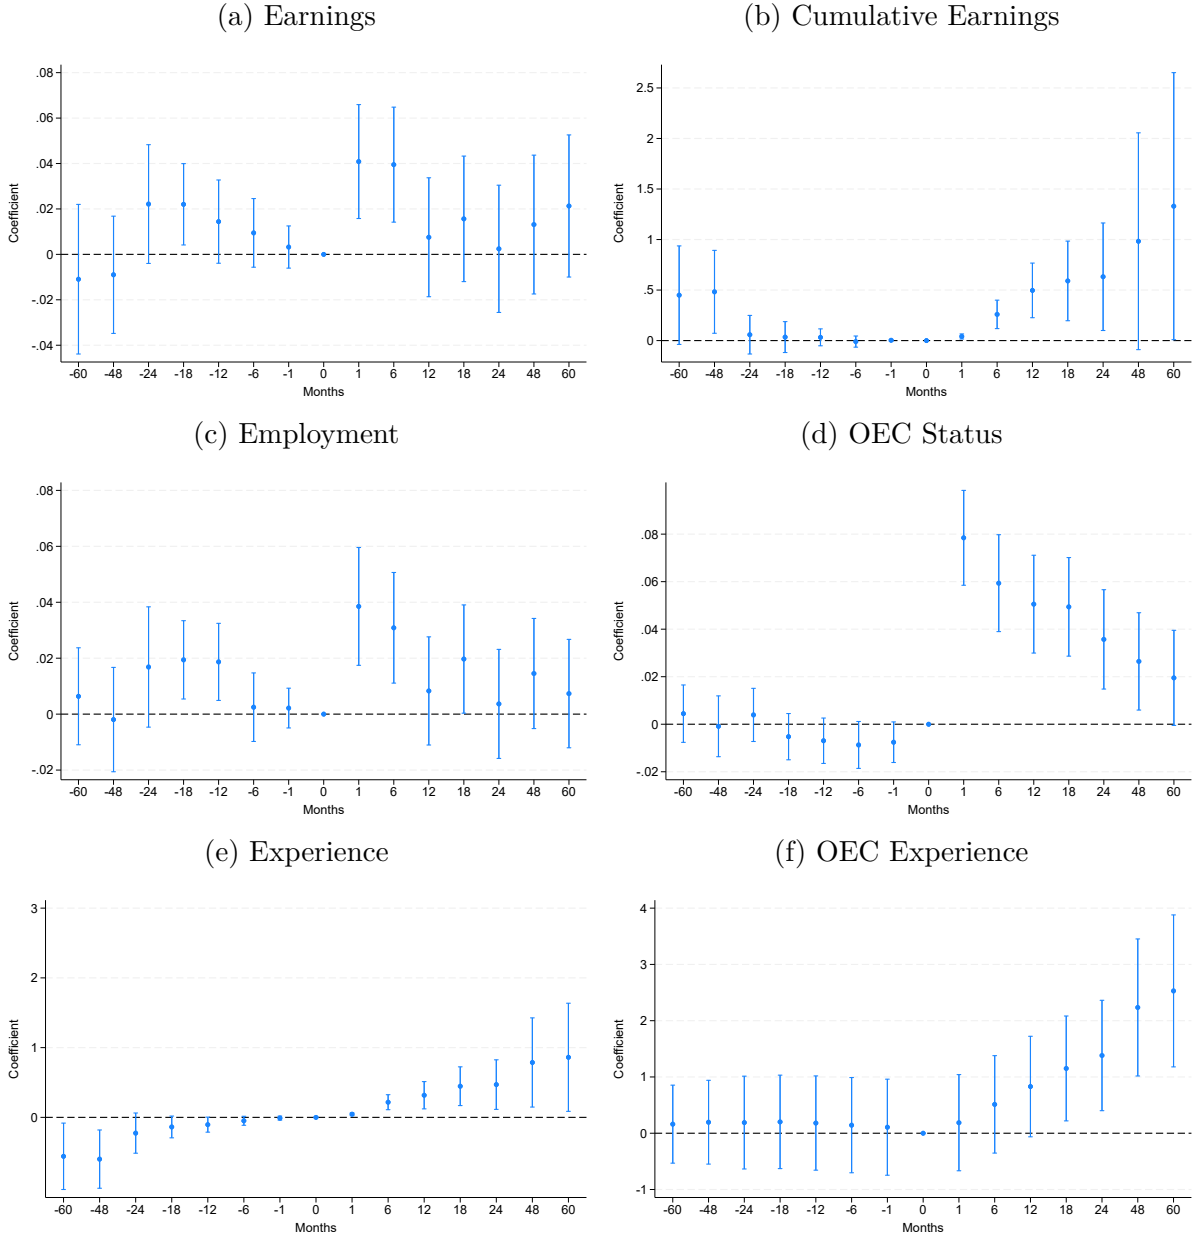 (a) Earnings
.08
.06
.04
.02
0
-.02
-.04
Coefficient
-60 -48 -24 -18 -12 -6 -1 0 1 6 12 18 24 48 60
Months
(b) Cumulative Earnings
2.5
2
1.5
1
.5
0
Coefficient
-60 -48 -24 -18 -12 -6 -1 0 1 6 12 18 24 48 60
Months
(c) Employment
.08
.06
.04
.02
0
-.02
Coefficient
-60 -48 -24 -18 -12 -6 -1 0 1 6 12 18 24 48 60
Months
(d) OEC Status
.08
.06
.04
.02
0
-.02
Coefficient
-60 -48 -24 -18 -12 -6 -1 0 1 6 12 18 24 48 60
Months
(e) Experience
3
2
1
0
Coefficient
-60 -48 -24 -18 -12 -6 -1 0 1 6 12 18 24 48 60
Months
(f) OEC Experience
4
3
2
1
0
-1
Coefficient
-60 -48 -24 -18 -12 -6 -1 0 1 6 12 18 24 48 60
Months